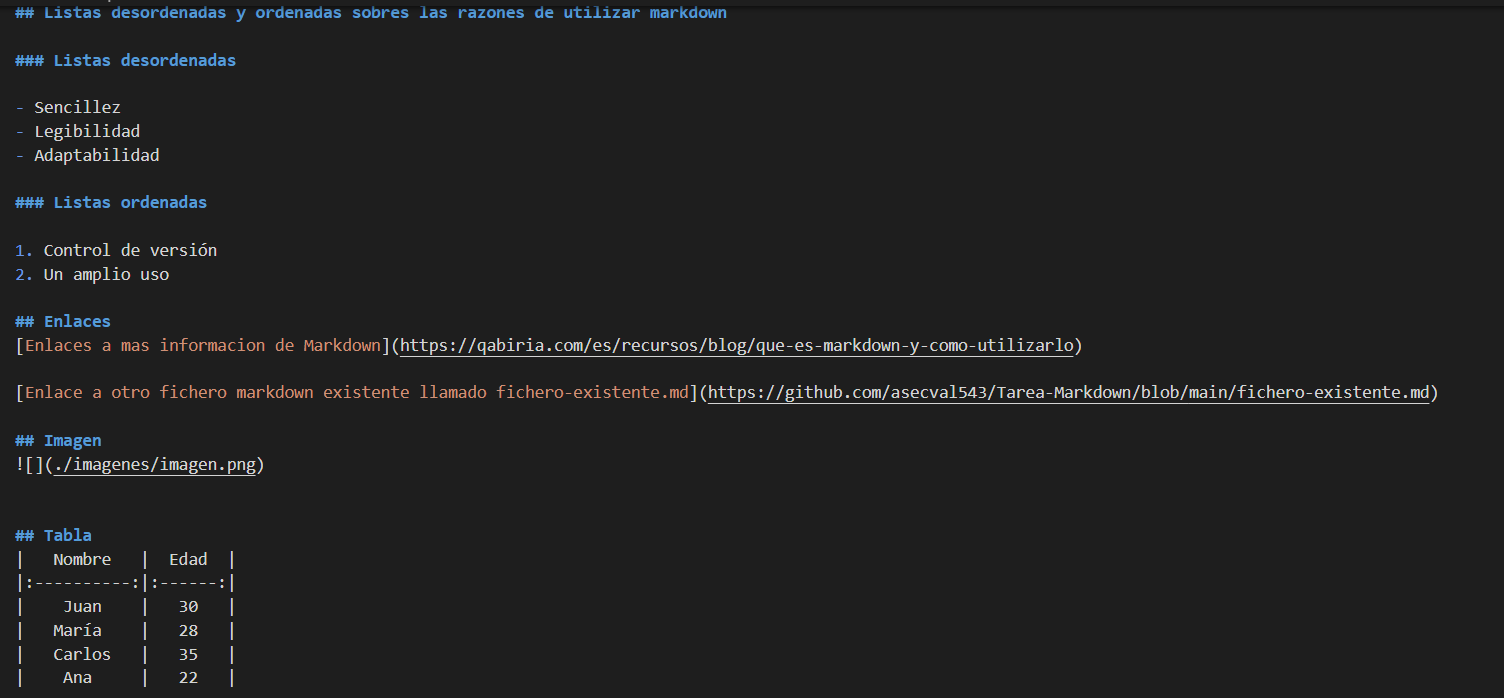 ## Listas desordenadas y ordenadas sobres las razones de utilizar markdown
### Listas desordenadas
- Sencillez
- Legibilidad
- Adaptabilidad
### Listas ordenadas
1. Control de versión
2. Un amplio uso
## Enlaces
[Enlaces a mas informacion de Markdown](https://qabiria.com/es/recursos/blog/que-es-markdown-y-como-utilizarlo)
[Enlace a otro fichero markdown existente llamado fichero-existente.md](https://github.com/asecval543/Tarea-Markdown/blob/main/fichero-existente.md)
## Imagen
![](./imagenes/imagen.png)
## Tabla
|   Nombre   |  Edad  |
|:----------:|:------:|
|    Juan    |   30   |
|   María    |   28   |
|   Carlos   |   35   |
|    Ana     |   22   |